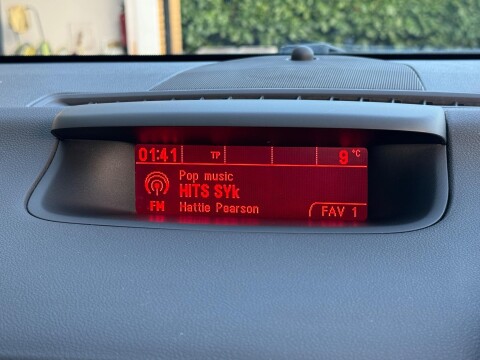 01:41 TP 9 °C
Pop music
HITS SYk
FM Hattie Pearson
FAV 1